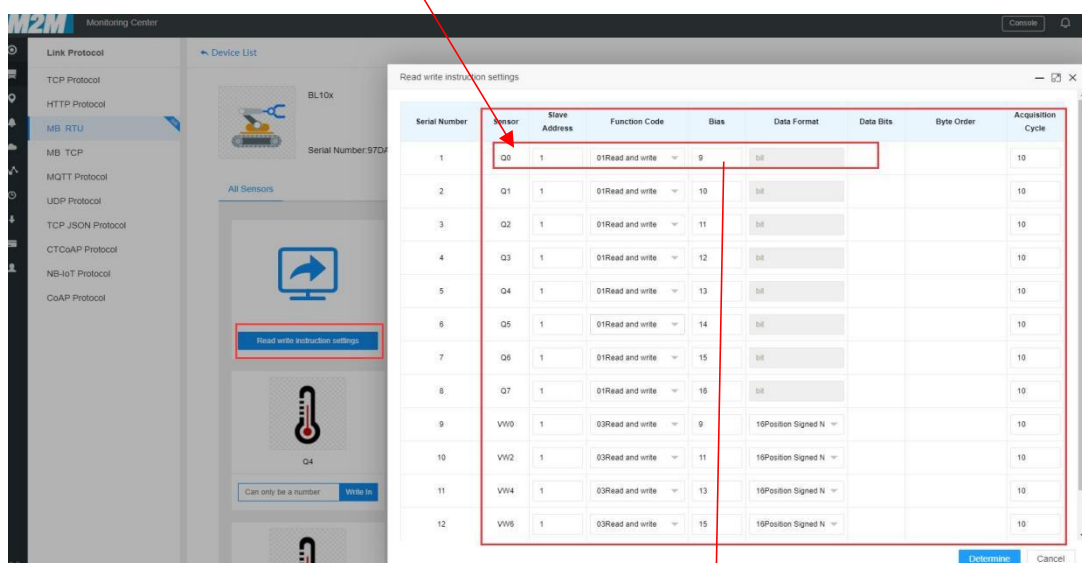 M2M Monitoring Center Console
Link Protocol
TCP Protocol
HTTP Protocol
MB RTU
MB TCP
MQTT Protocol
UDP Protocol
TCP JSON Protocol
CTCoAP Protocol
NB-IoT Protocol
CoAP Protocol
Device List
BL10x
Serial Number:97DA
All Sensors
Read write instruction settings
Q4
Can only be a number Write In
Read write instruction settings
Serial Number Sensor Slave Address Function Code Bias Data Format Data Bits Byte Order Acquisition Cycle
1 Q0 1 01Read and write 9 bit 10
2 Q1 1 01Read and write 10 bit 10
3 Q2 1 01Read and write 11 bit 10
4 Q3 1 01Read and write 12 bit 10
5 Q4 1 01Read and write 13 bit 10
6 Q5 1 01Read and write 14 bit 10
7 Q6 1 01Read and write 15 bit 10
8 Q7 1 01Read and write 16 bit 10
9 VW0 1 03Read and write 9 16Position Signed N 10
10 VW2 1 03Read and write 11 16Position Signed N 10
11 VW4 1 03Read and write 13 16Position Signed N 10
12 VW6 1 03Read and write 15 16Position Signed N 10
Determine Cancel